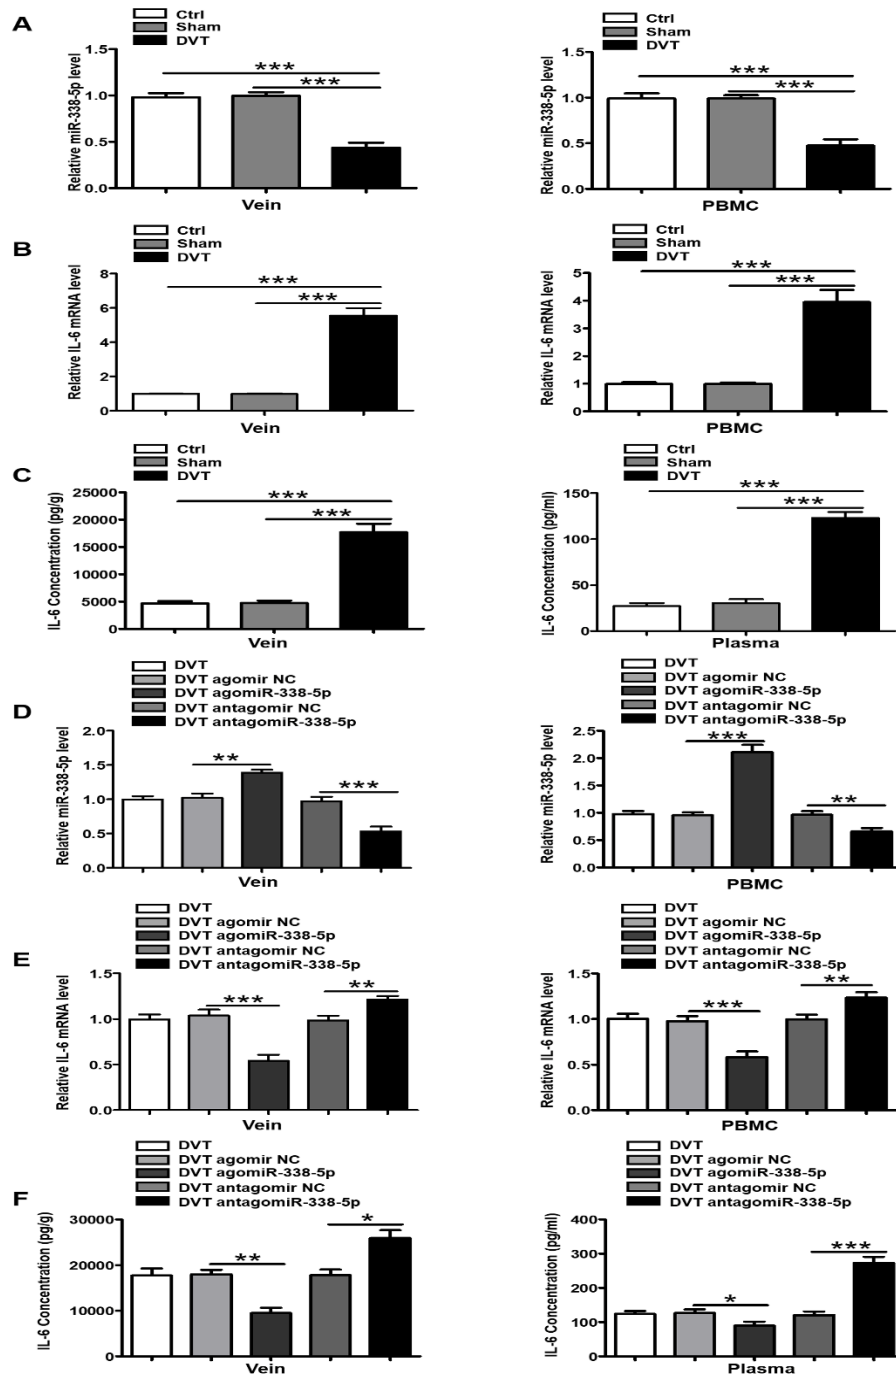 A
Ctrl
Sham
DVT
Relative miR-338-5p level
1.5
1.0
0.5
0.0
***
***
Vein
Ctrl
Sham
DVT
Relative miR-338-5p level
1.5
1.0
0.5
0.0
***
***
PBMC
B
Ctrl
Sham
DVT
Relative IL-6 mRNA level
8
6
4
2
0
***
***
Vein
Ctrl
Sham
DVT
Relative IL-6 mRNA level
5
4
3
2
1
0
***
***
PBMC
C
Ctrl
Sham
DVT
IL-6 Concentration (pg/g)
25000
20000
15000
10000
5000
0
***
***
Vein
Ctrl
Sham
DVT
IL-6 Concentration (pg/ml)
150
100
50
0
***
***
Plasma
D
DVT
DVT agomir NC
DVT agomiR-338-5p
DVT antagomir NC
DVT antagomiR-338-5p
Relative miR-338-5p level
2.0
1.5
1.0
0.5
0.0
**
***
Vein
DVT
DVT agomir NC
DVT agomiR-338-5p
DVT antagomir NC
DVT antagomiR-338-5p
Relative miR-338-5p level
2.5
2.0
1.5
1.0
0.5
0.0
***
**
PBMC
E
DVT
DVT agomir NC
DVT agomiR-338-5p
DVT antagomir NC
DVT antagomiR-338-5p
Relative IL-6 mRNA level
1.5
1.0
0.5
0.0
***
**
Vein
DVT
DVT agomir NC
DVT agomiR-338-5p
DVT antagomir NC
DVT antagomiR-338-5p
Relative IL-6 mRNA level
1.5
1.0
0.5
0.0
***
**
PBMC
F
DVT
DVT agomir NC
DVT agomiR-338-5p
DVT antagomir NC
DVT antagomiR-338-5p
IL-6 Concentration (pg/g)
30000
20000
10000
0
**
*
Vein
DVT
DVT agomir NC
DVT agomiR-338-5p
DVT antagomir NC
DVT antagomiR-338-5p
IL-6 Concentration (pg/ml)
400
300
200
100
0
*
***
Plasma